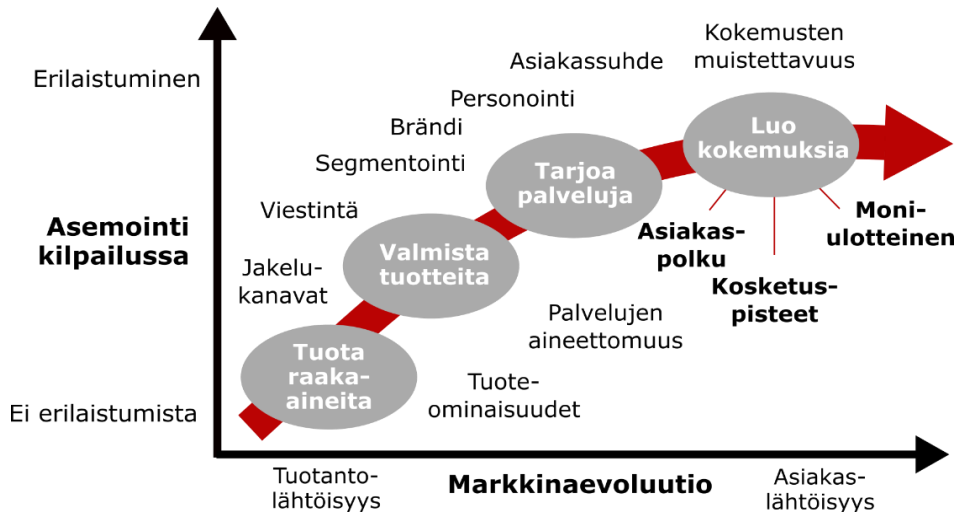 Kokemusten
muistettavuus
Asiakassuhde
Erilaistuminen
Personointi
Brändi
Segmentointi
Luo
kokemuksia
Tarjoa
palveluja
Viestintä
Asemointi
kilpailussa
Valmista
tuotteita
Asiakas-
polku
Moni-
ulotteinen
Kosketus-
pisteet
Jakelu-
kanavat
Palvelujen
aineettomuus
Tuota
raaka-
aineita
Tuote-
ominaisuudet
Ei erilaistumista
Tuotanto-
lähtöisyys
Markkinaevoluutio
Asiakas-
lähtöisyys